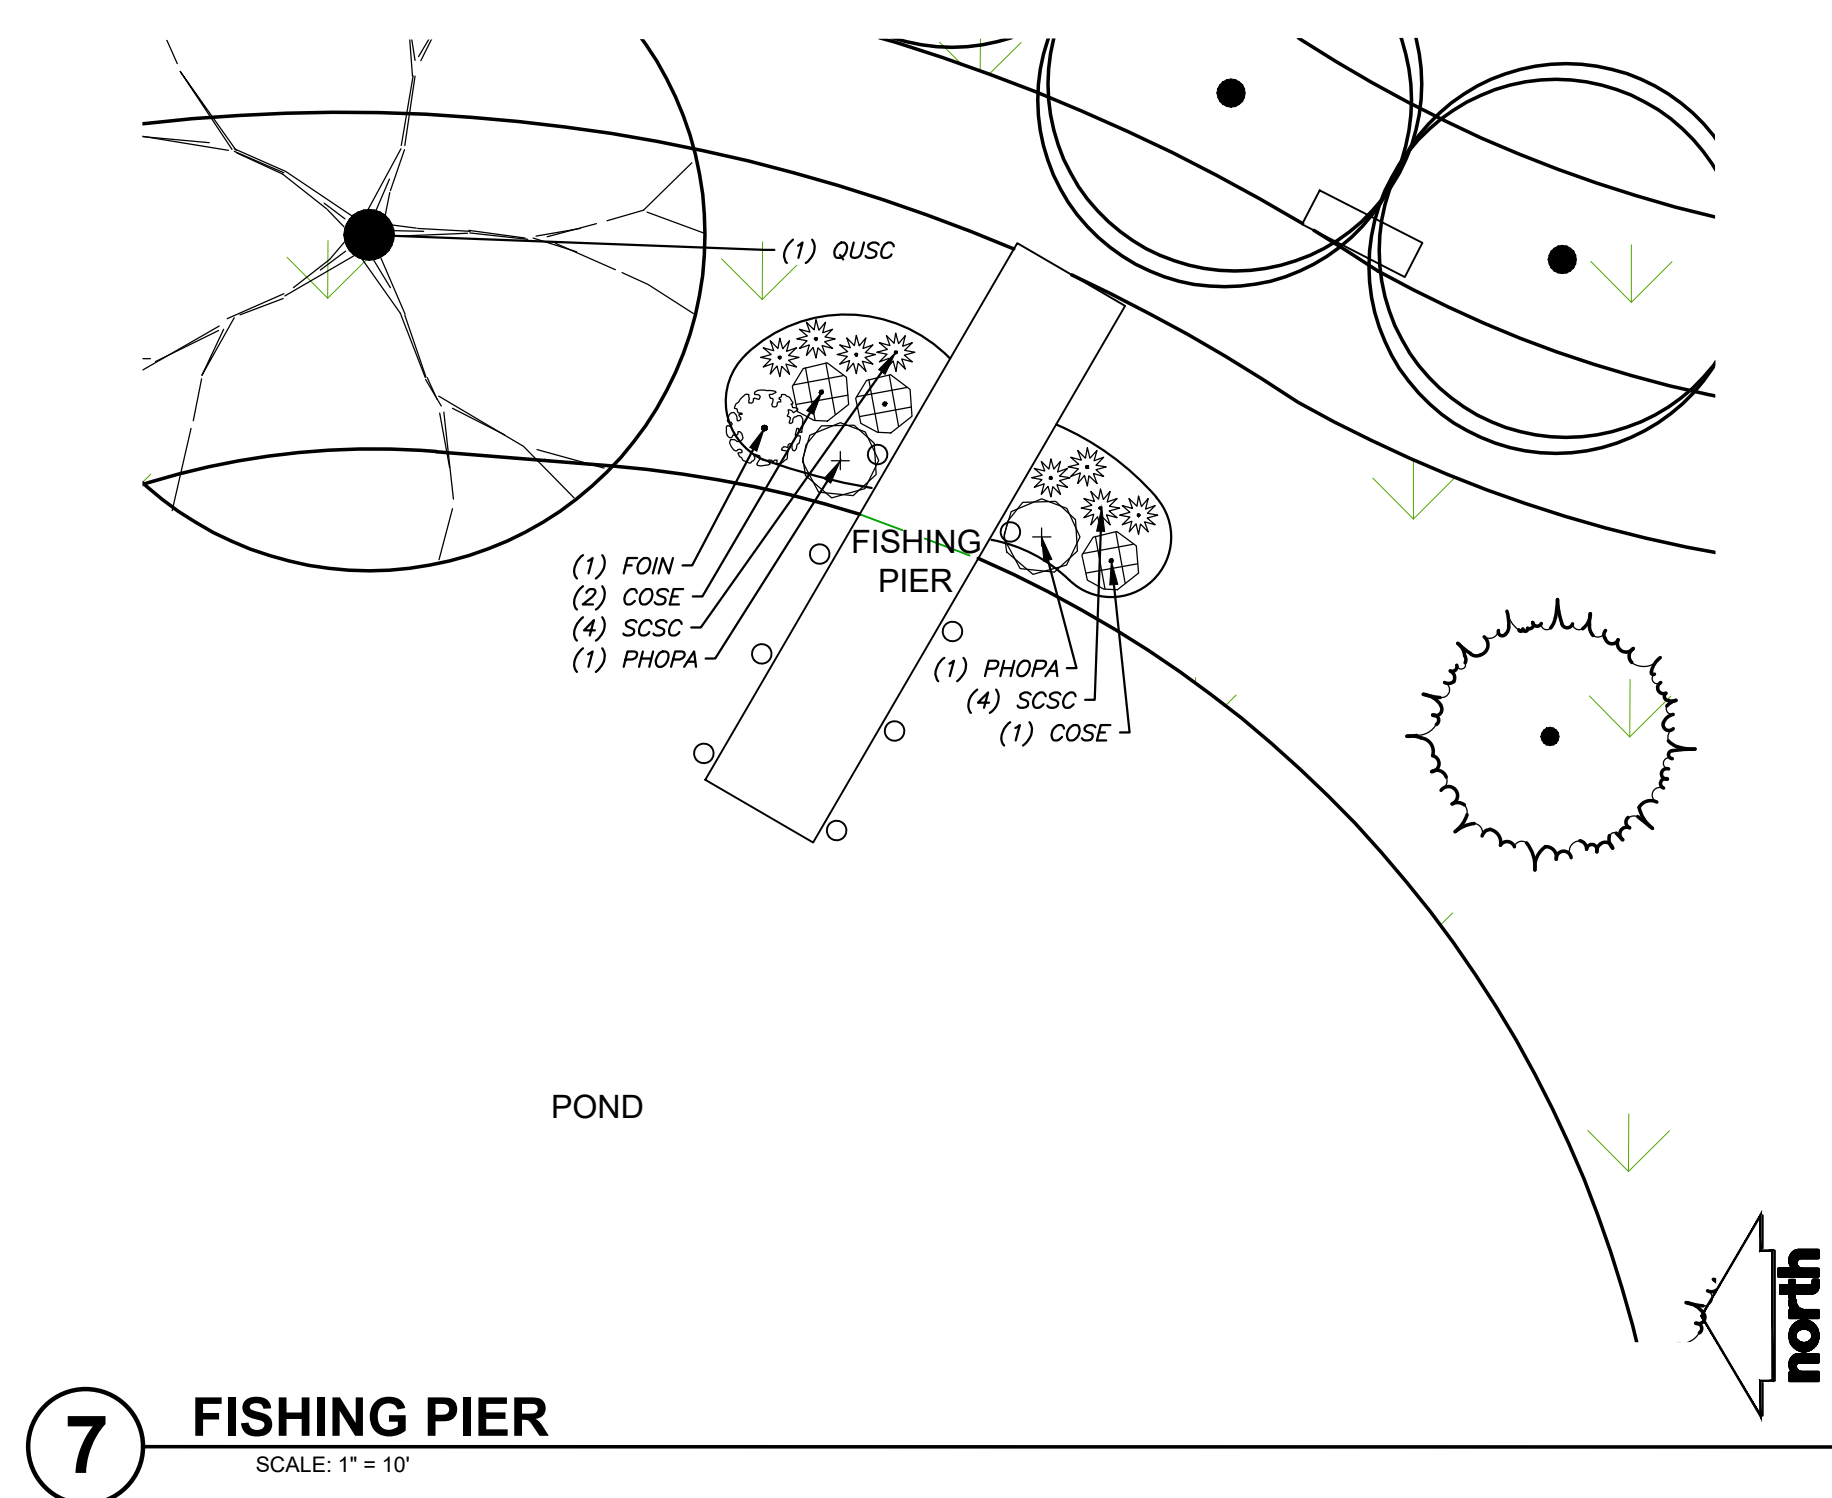 (1) QUSC
FISHING
PIER
(1) FOIN
(2) COSE
(4) SCSC
(1) PHOPA
(1) PHOPA
(4) SCSC
(1) COSE
POND
north
7
FISHING PIER
SCALE: 1" = 10'